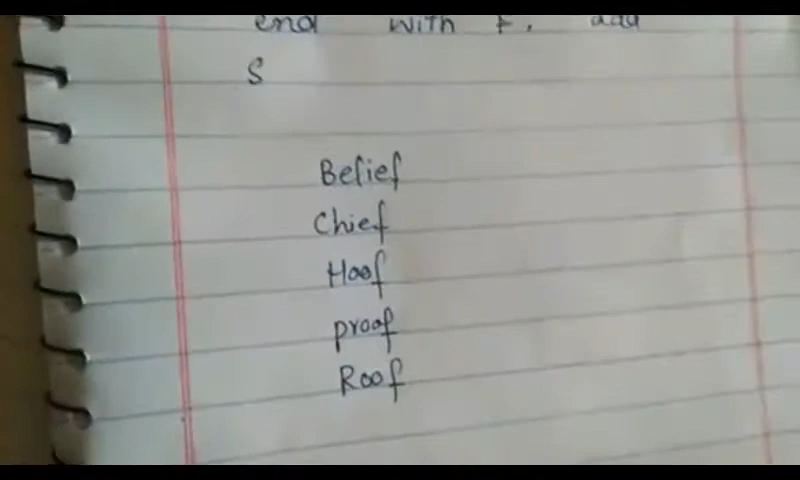 end with F. add
S
Belief
Chief
Hoof
proof
Roof